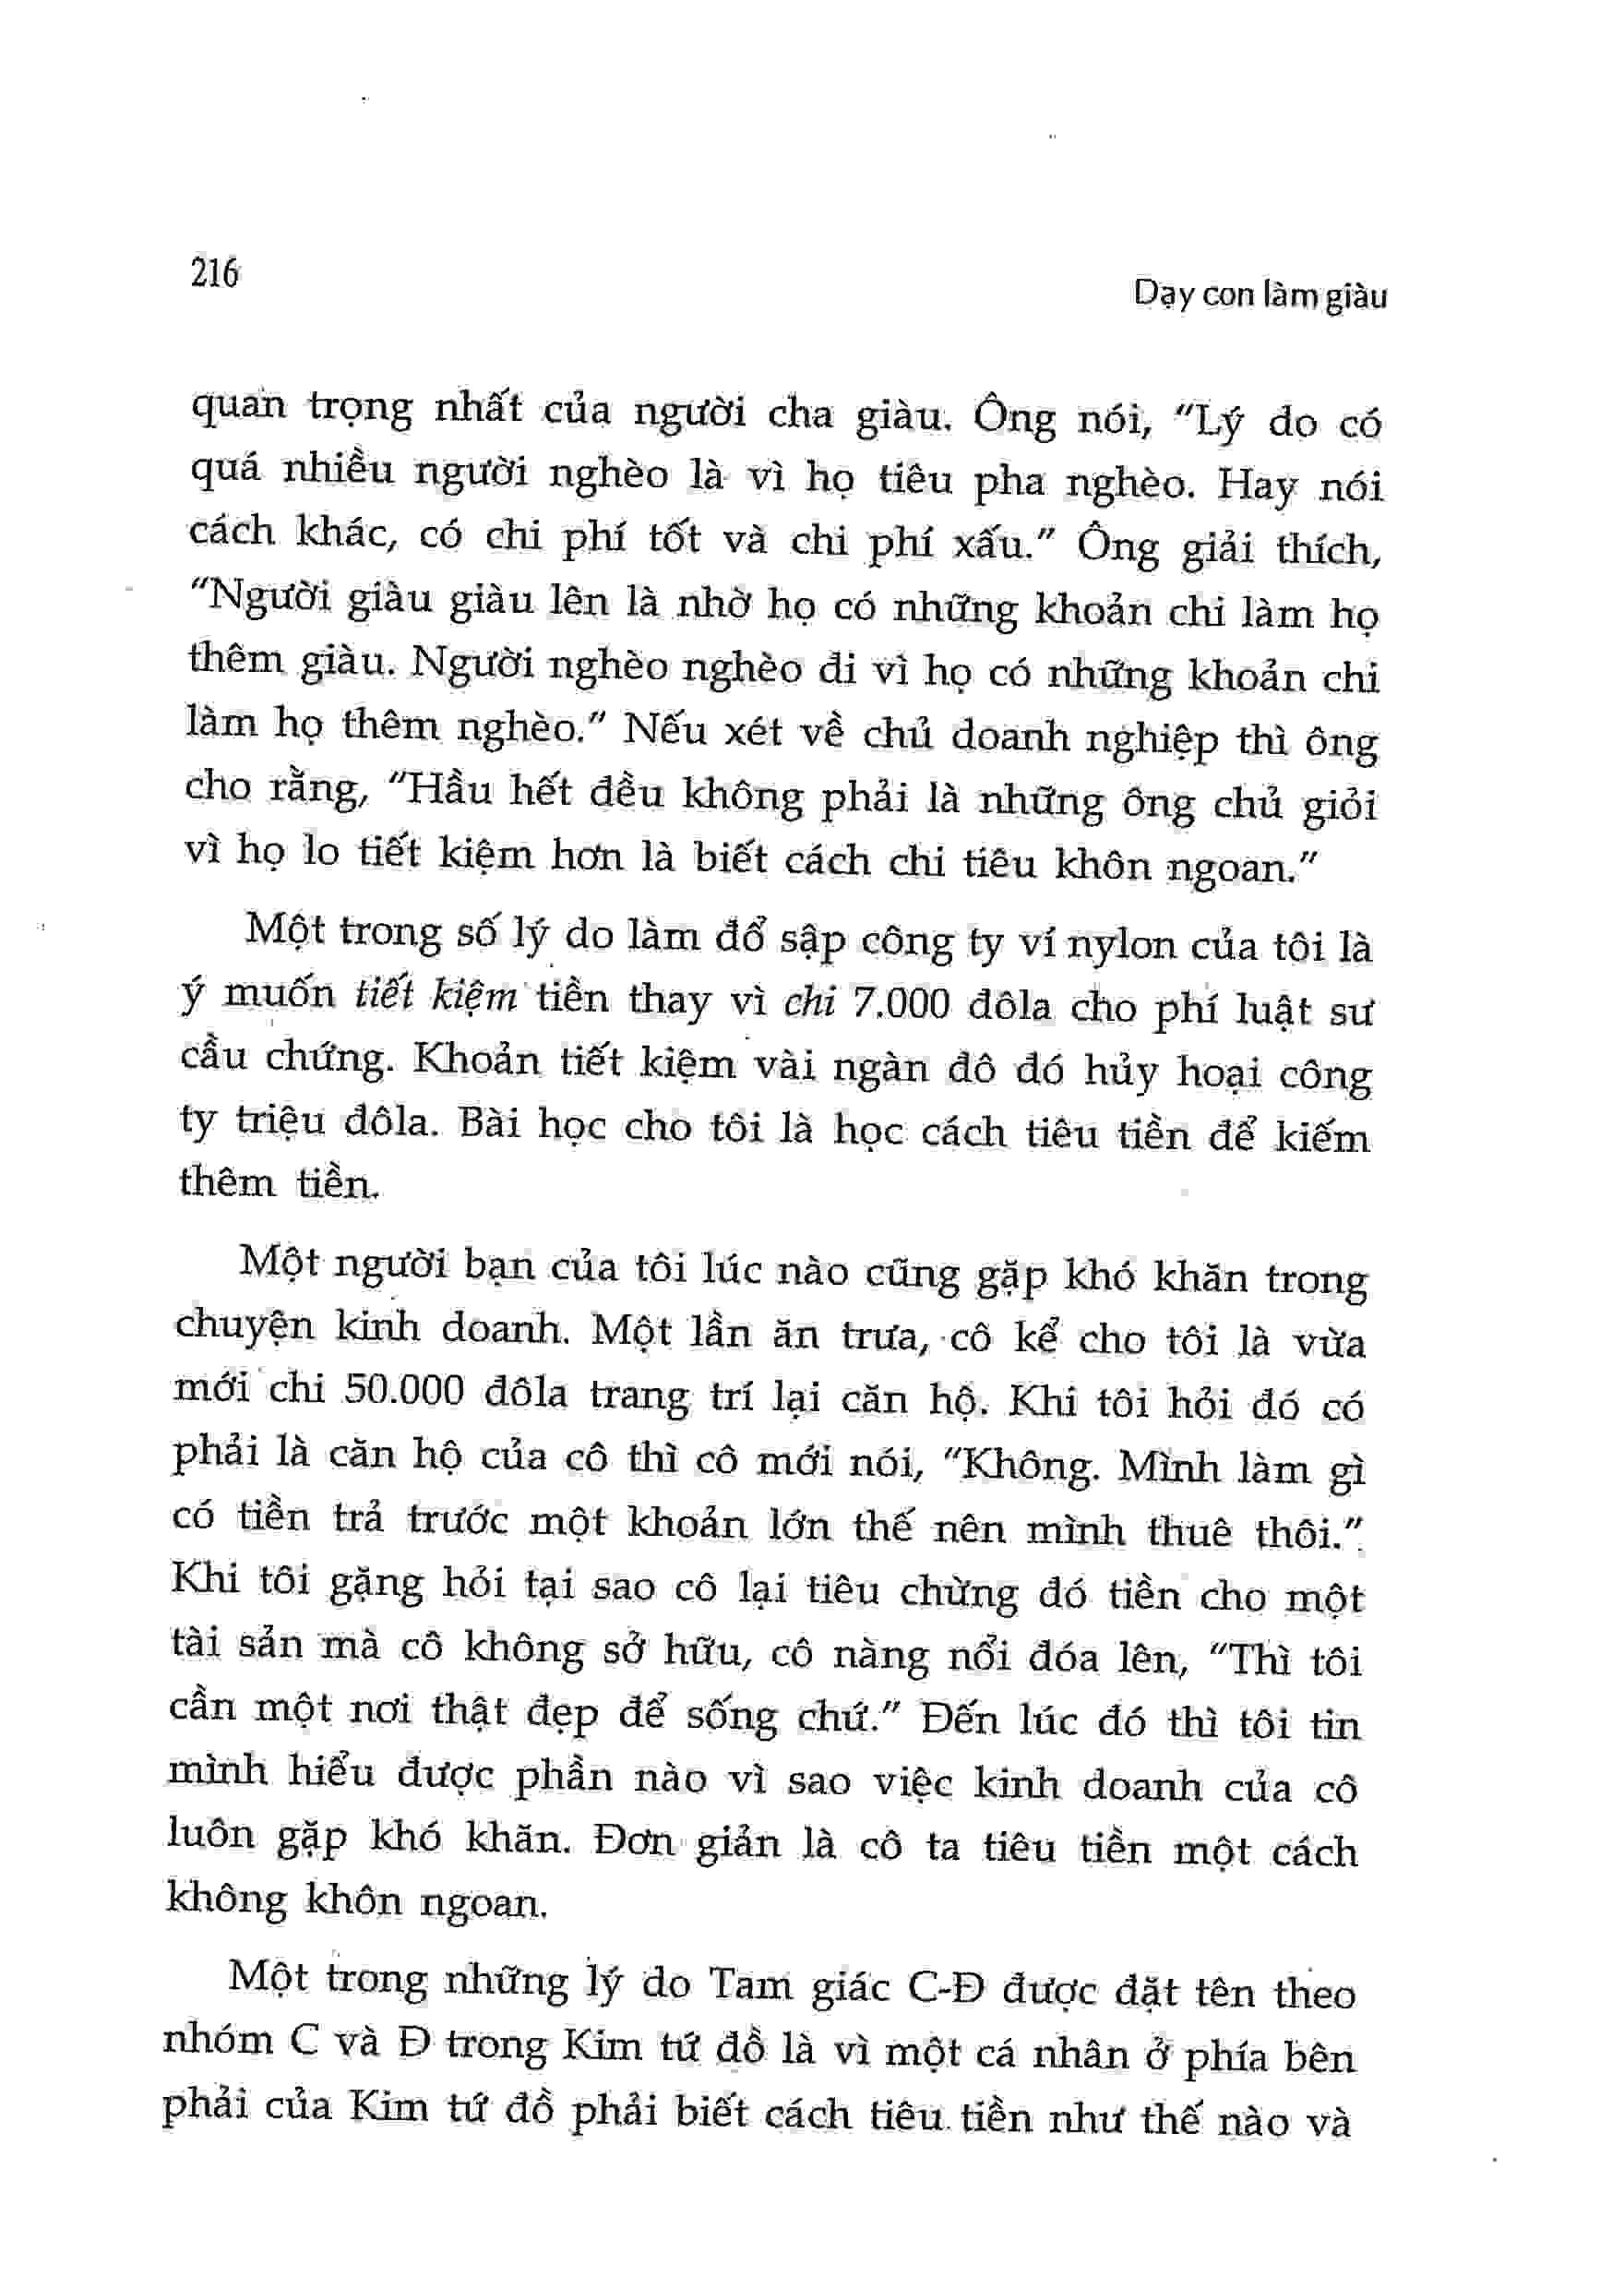 216
Dạy con làm giàu
quan trọng nhất của người cha giàu. Ông nói, "Lý do có
quá nhiều người nghèo là vì họ tiêu pha nghèo. Hay nói
cách khác, có chi phí tốt và chi phí xấu." Ông giải thích,
"Người giàu giàu lên là nhờ họ có những khoản chi làm họ
thêm giàu. Người nghèo nghèo đi vì họ có những khoản chi
làm họ thêm nghèo." Nếu xét về chủ doanh nghiệp thì ông
cho rằng, "Hầu hết đều không phải là những ông chủ giỏi
vì họ lo tiết kiệm hơn là biết cách chi tiêu khôn ngoan."
Một trong số lý do làm đổ sập công ty ví nylon của tôi là
ý muốn tiết kiệm tiền thay vì chi 7.000 đôla cho phí luật sư
cầu chứng. Khoản tiết kiệm vài ngàn đô đó hủy hoại công
ty triệu đôla. Bài học cho tôi là học cách tiêu tiền để kiếm
thêm tiền.
Một người bạn của tôi lúc nào cũng gặp khó khăn trong
chuyện kinh doanh. Một lần ăn trưa, cô kể cho tôi là vừa
mới chi 50.000 đôla trang trí lại căn hộ. Khi tôi hỏi đó có
phải là căn hộ của cô thì cô mới nói, "Không. Mình làm gì
có tiền trả trước một khoản lớn thế nên mình thuê thôi."
Khi tôi gặng hỏi tại sao cô lại tiêu chừng đó tiền cho một
tài sản mà cô không sở hữu, cô nàng nổi đóa lên, "Thì tôi
cần một nơi thật đẹp để sống chứ." Đến lúc đó thì tôi tin
mình hiểu được phần nào vì sao việc kinh doanh của cô
luôn gặp khó khăn. Đơn giản là cô ta tiêu tiền một cách
không khôn ngoan.
Một trong những lý do Tam giác C-Đ được đặt tên theo
nhóm C và Đ trong Kim tứ đồ là vì một cá nhân ở phía bên
phải của Kim tứ đồ phải biết cách tiêu tiền như thế nào và